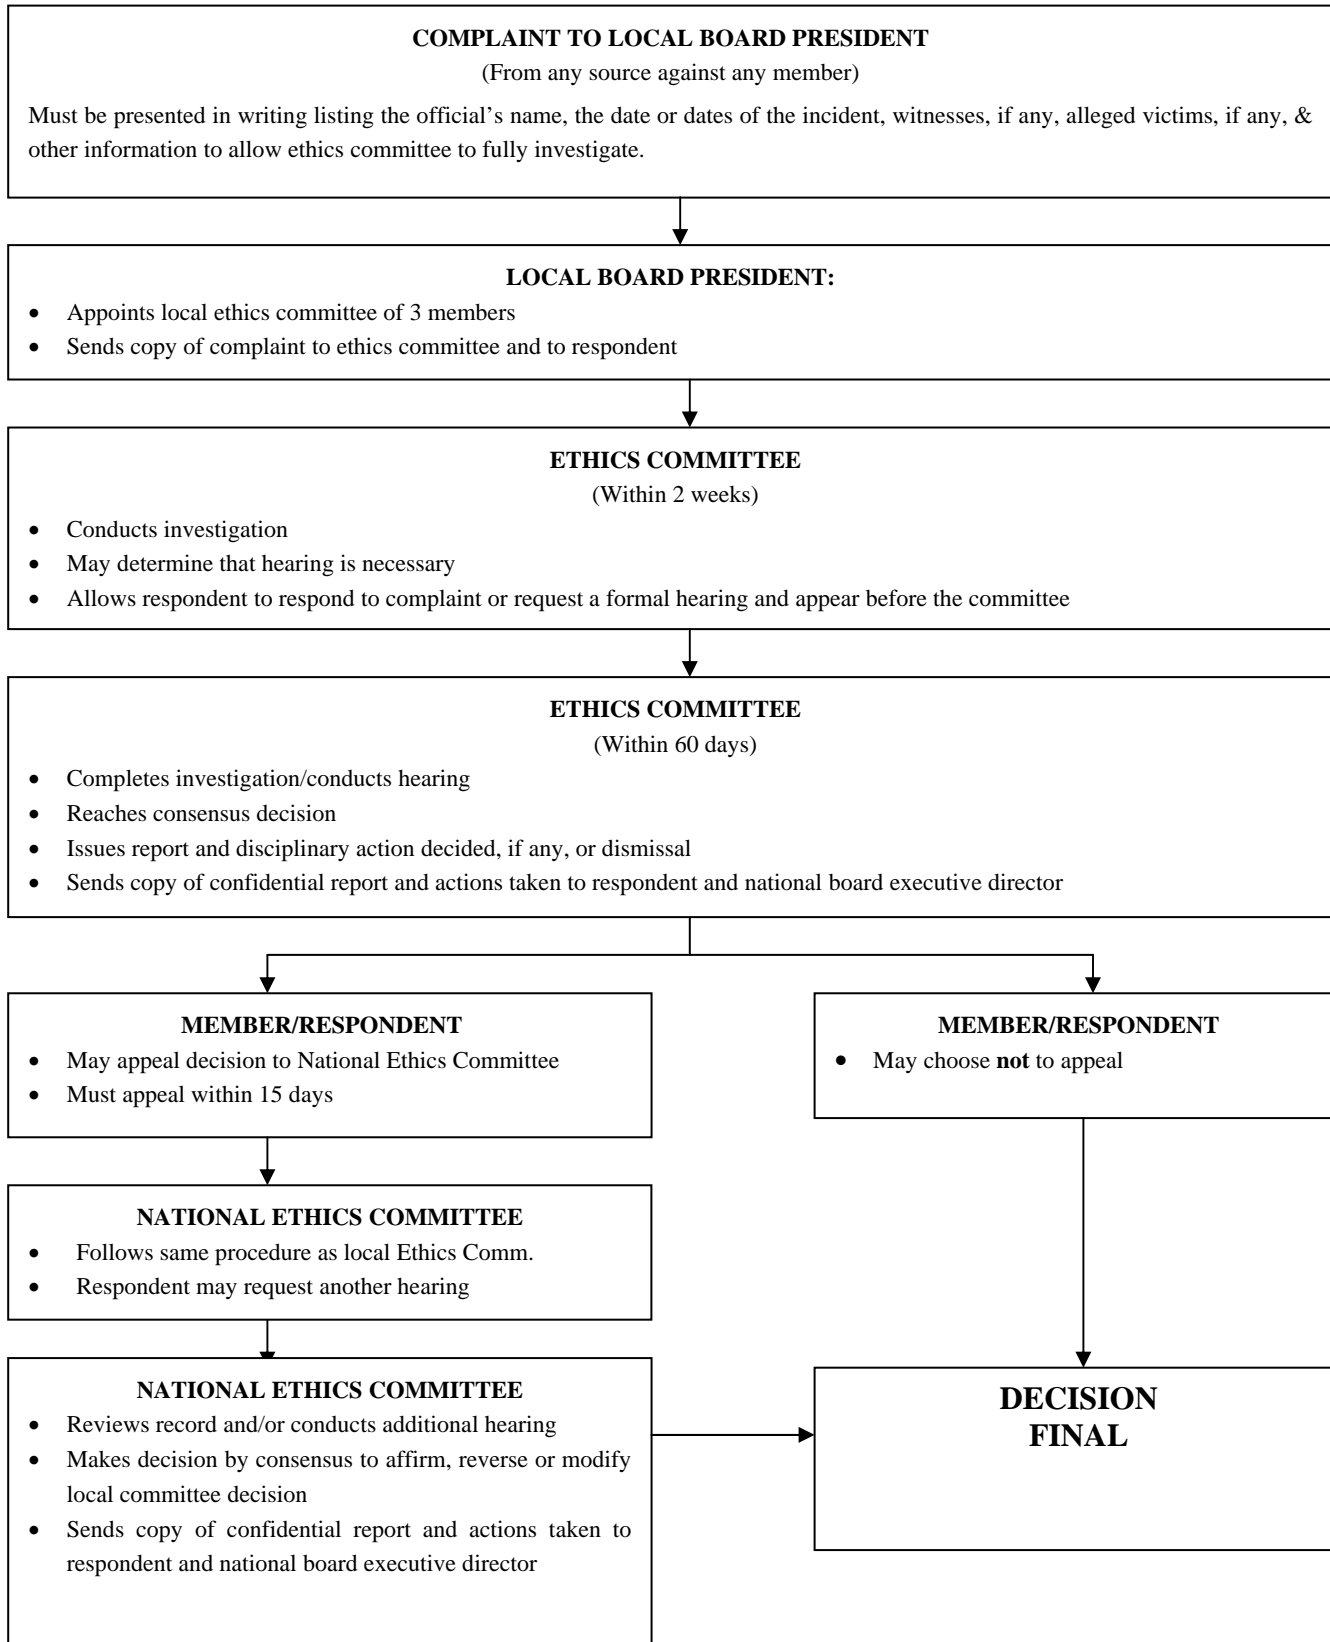 COMPLAINT TO LOCAL BOARD PRESIDENT
(From any source against any member)
Must be presented in writing listing the official’s name, the date or dates of the incident, witnesses, if any, alleged victims, if any, &
other information to allow ethics committee to fully investigate.
LOCAL BOARD PRESIDENT:
• Appoints local ethics committee of 3 members
• Sends copy of complaint to ethics committee and to respondent
ETHICS COMMITTEE
(Within 2 weeks)
• Conducts investigation
• May determine that hearing is necessary
• Allows respondent to respond to complaint or request a formal hearing and appear before the committee
ETHICS COMMITTEE
(Within 60 days)
• Completes investigation/conducts hearing
• Reaches consensus decision
• Issues report and disciplinary action decided, if any, or dismissal
• Sends copy of confidential report and actions taken to respondent and national board executive director
MEMBER/RESPONDENT
• May appeal decision to National Ethics Committee
• Must appeal within 15 days
MEMBER/RESPONDENT
• May choose not to appeal
NATIONAL ETHICS COMMITTEE
• Follows same procedure as local Ethics Comm.
• Respondent may request another hearing
NATIONAL ETHICS COMMITTEE
• Reviews record and/or conducts additional hearing
• Makes decision by consensus to affirm, reverse or modify
local committee decision
• Sends copy of confidential report and actions taken to
respondent and national board executive director
DECISION
FINAL